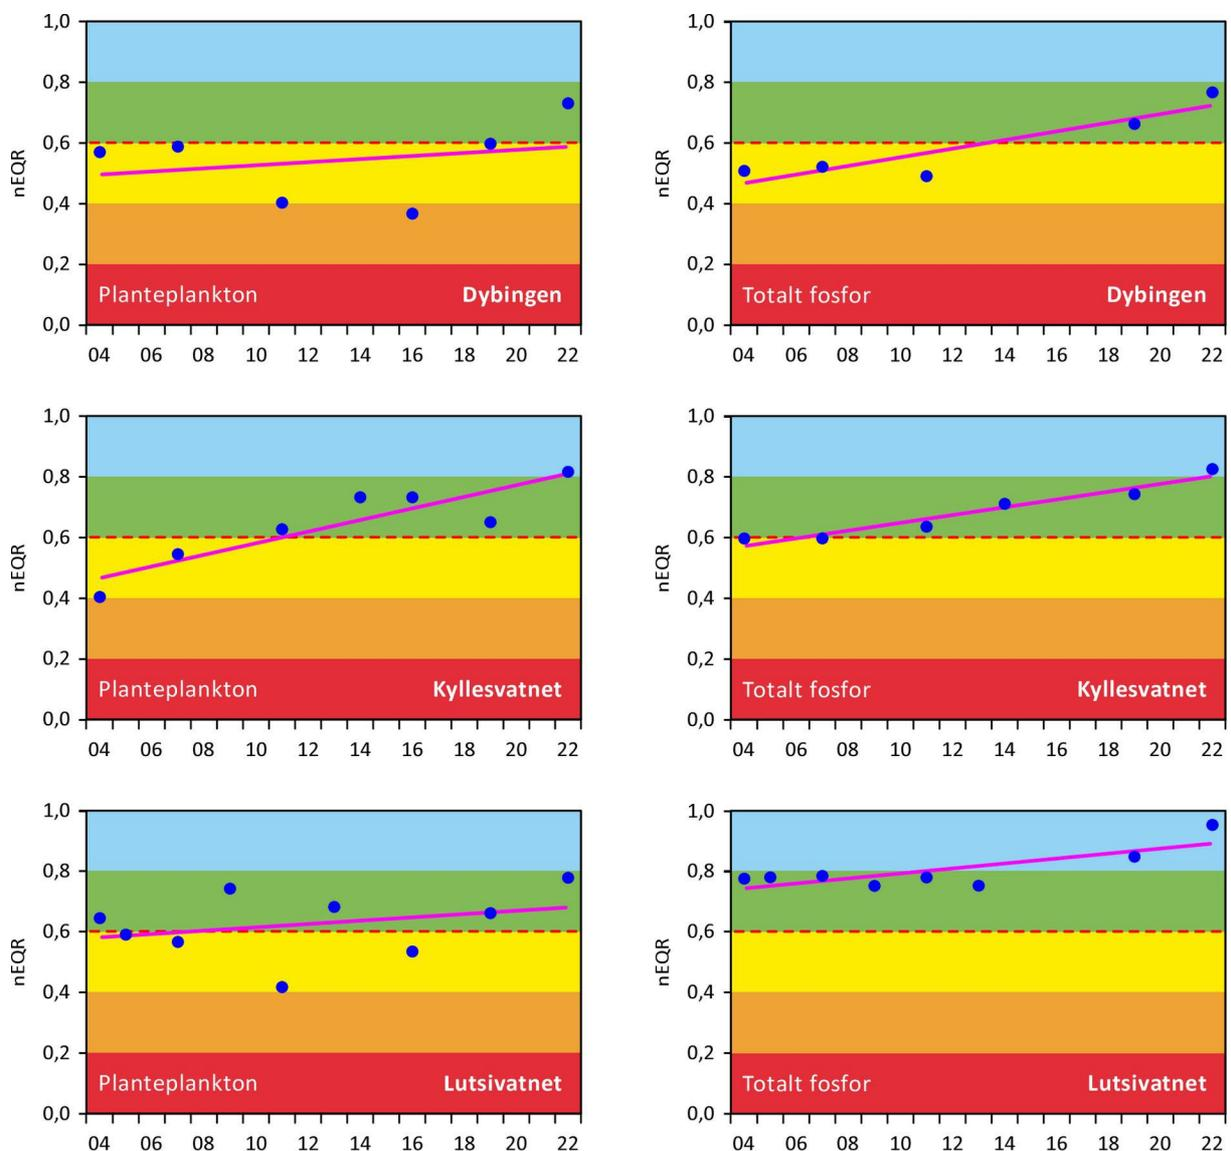 1,0
0,8
0,6
0,4
0,2
0,0
nEQR
Planteplankton Dybingen
04 06 08 10 12 14 16 18 20 22
1,0
0,8
0,6
0,4
0,2
0,0
nEQR
Totalt fosfor Dybingen
04 06 08 10 12 14 16 18 20 22
1,0
0,8
0,6
0,4
0,2
0,0
nEQR
Planteplankton Kyllesvatnet
04 06 08 10 12 14 16 18 20 22
1,0
0,8
0,6
0,4
0,2
0,0
nEQR
Totalt fosfor Kyllesvatnet
04 06 08 10 12 14 16 18 20 22
1,0
0,8
0,6
0,4
0,2
0,0
nEQR
Planteplankton Lutsivatnet
04 06 08 10 12 14 16 18 20 22
1,0
0,8
0,6
0,4
0,2
0,0
nEQR
Totalt fosfor Lutsivatnet
04 06 08 10 12 14 16 18 20 22